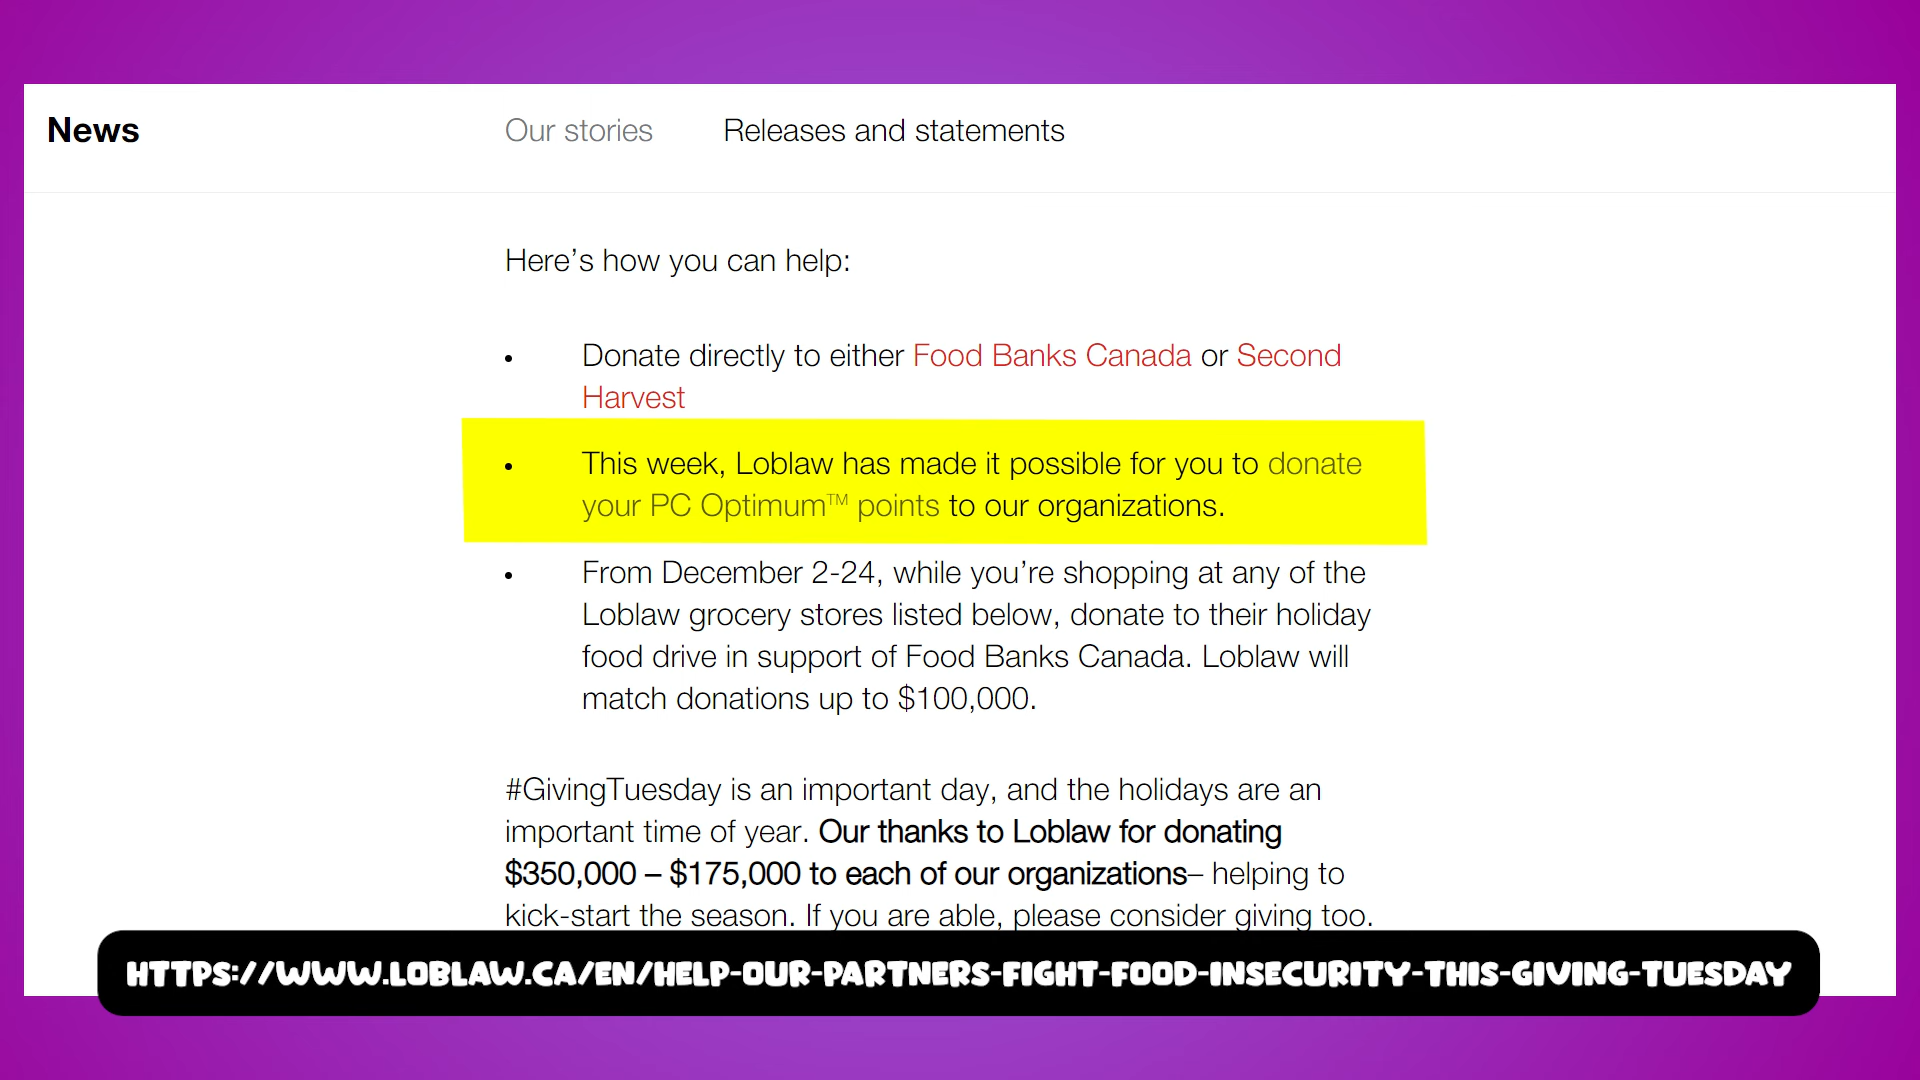 News
Our stories
Releases and statements
Here’s how you can help:
• Donate directly to either Food Banks Canada or Second
Harvest
• This week, Loblaw has made it possible for you to donate
your PC Optimum™ points to our organizations.
• From December 2-24, while you’re shopping at any of the
Loblaw grocery stores listed below, donate to their holiday
food drive in support of Food Banks Canada. Loblaw will
match donations up to $100,000.
#GivingTuesday is an important day, and the holidays are an
important time of year. Our thanks to Loblaw for donating
$350,000 – $175,000 to each of our organizations– helping to
kick-start the season. If you are able, please consider giving too.
HTTPS://WWW.LOBLAW.CA/EN/HELP-OUR-PARTNERS-FIGHT-FOOD-INSECURITY-THIS-GIVING-TUESDAY